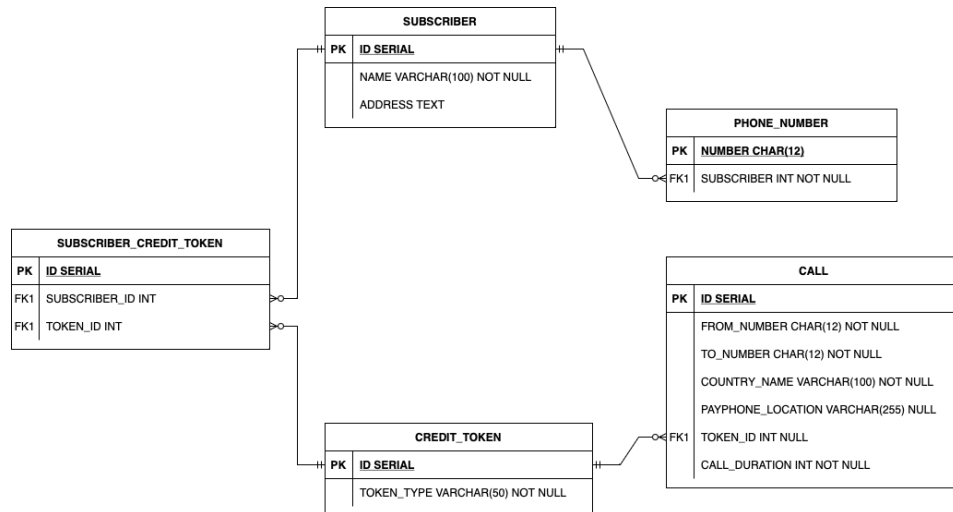 SUBSCRIBER
PK ID SERIAL
NAME VARCHAR(100) NOT NULL
ADDRESS TEXT
PHONE_NUMBER
PK NUMBER CHAR(12)
FK1 SUBSCRIBER INT NOT NULL
SUBSCRIBER_CREDIT_TOKEN
PK ID SERIAL
FK1 SUBSCRIBER_ID INT
FK1 TOKEN_ID INT
CALL
PK ID SERIAL
FROM_NUMBER CHAR(12) NOT NULL
TO_NUMBER CHAR(12) NOT NULL
COUNTRY_NAME VARCHAR(100) NOT NULL
PAYPHONE_LOCATION VARCHAR(255) NULL
FK1 TOKEN_ID INT NULL
CALL_DURATION INT NOT NULL
CREDIT_TOKEN
PK ID SERIAL
TOKEN_TYPE VARCHAR(50) NOT NULL